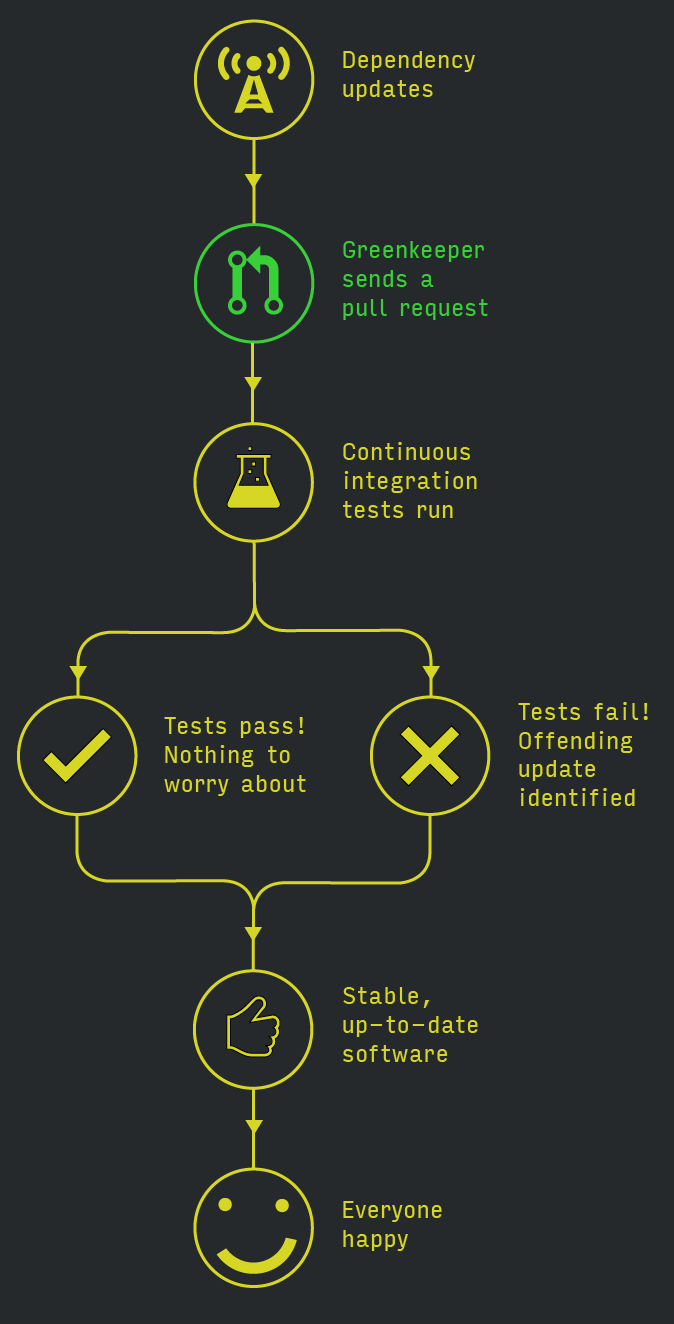 Dependency
updates
Greenkeeper
sends a
pull request
Continuous
integration
tests run
Tests pass!
Nothing to
worry about
Tests fail!
Offending
update
identified
Stable,
up-to-date
software
Everyone
happy